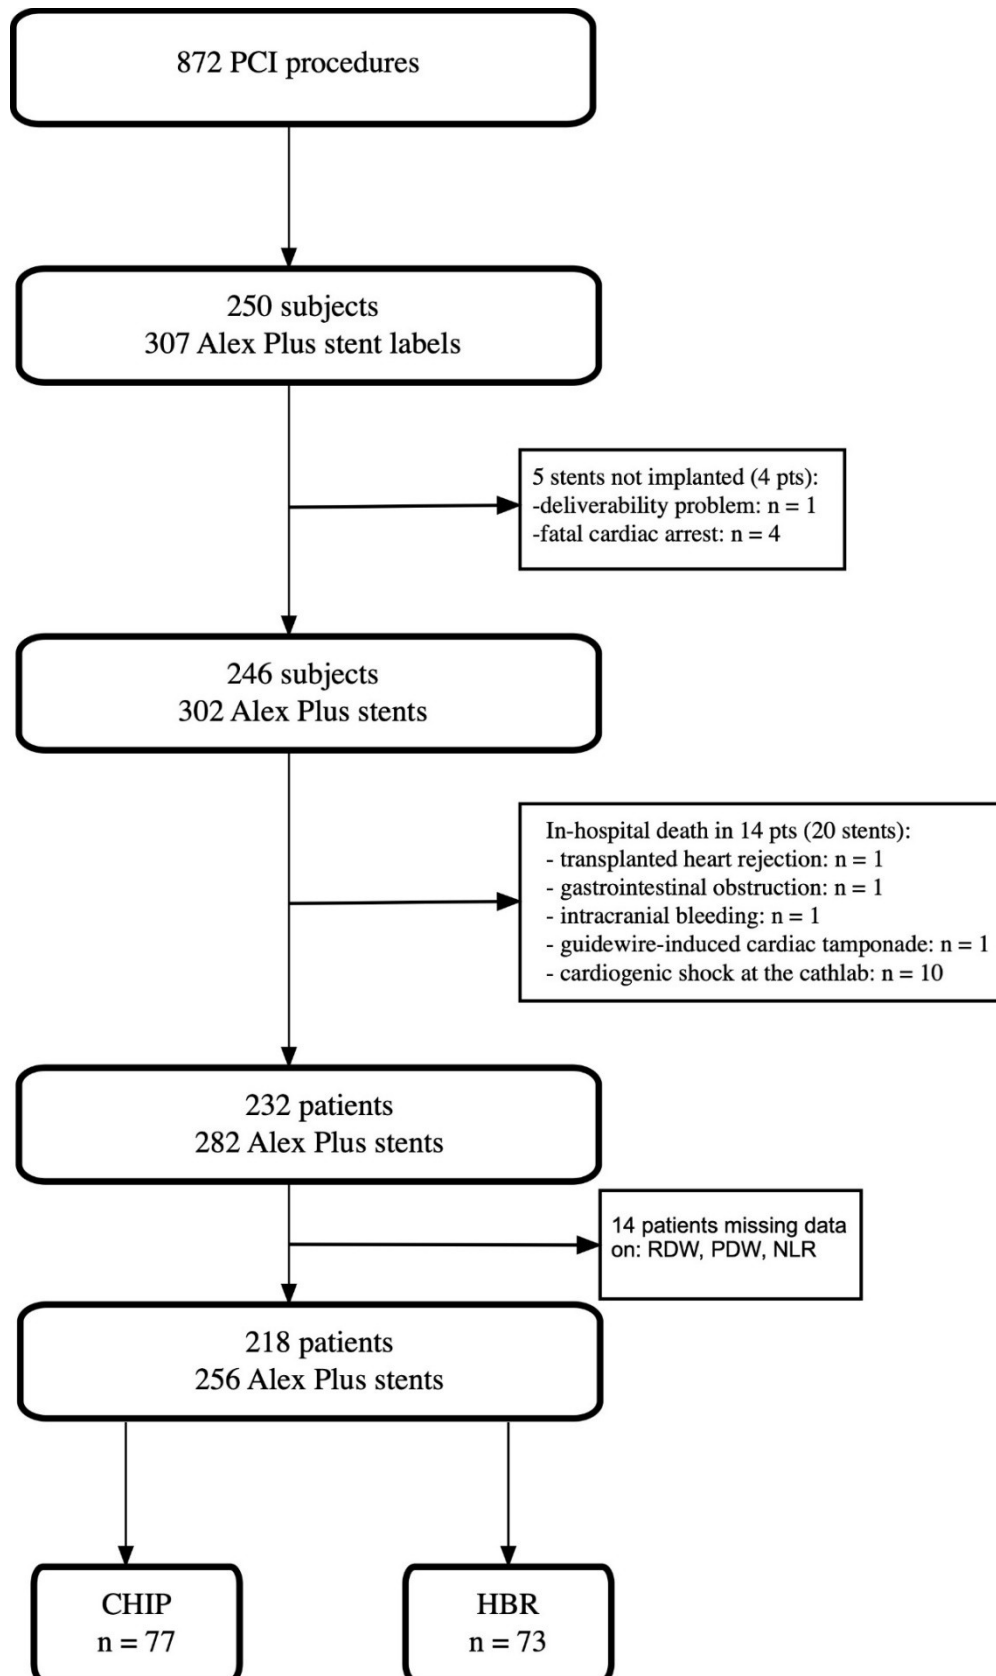 872 PCI procedures
250 subjects
307 Alex Plus stent labels
5 stents not implanted (4 pts):
-deliverability problem: n = 1
-fatal cardiac arrest: n = 4
246 subjects
302 Alex Plus stents
In-hospital death in 14 pts (20 stents):
- transplanted heart rejection: n = 1
- gastrointestinal obstruction: n = 1
- intracranial bleeding: n = 1
- guidewire-induced cardiac tamponade: n = 1
- cardiogenic shock at the cathlab: n = 10
232 patients
282 Alex Plus stents
14 patients missing data
on: RDW, PDW, NLR
218 patients
256 Alex Plus stents
CHIP
n = 77
HBR
n = 73